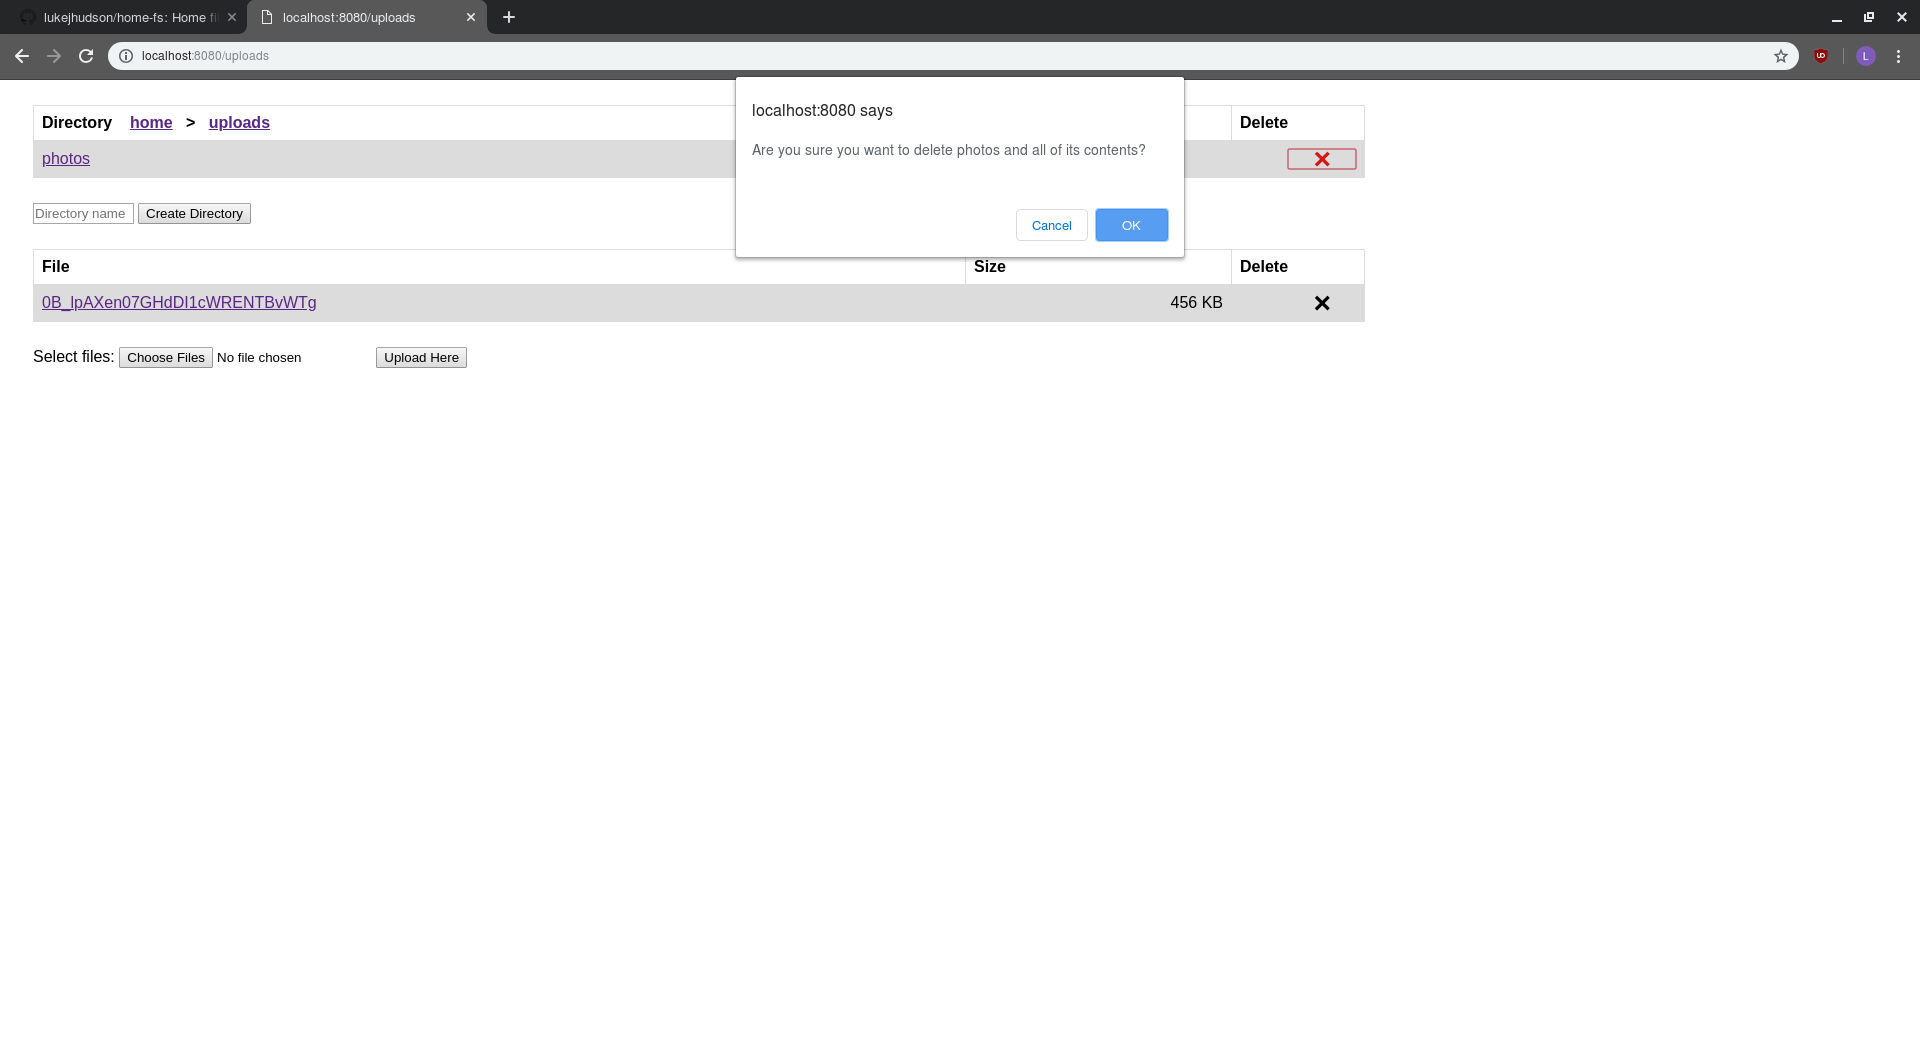 lukejhudson/home-fs: Home fi
localhost:8080/uploads
localhost:8080/uploads
L
localhost:8080 says
Are you sure you want to delete photos and all of its contents?
Cancel OK
Directory home > uploads Delete
photos
Directory name Create Directory
File Size Delete
0B_lpAXen07GHdDI1cWRENTBvWTg 456 KB
Select files: Choose Files No file chosen Upload Here